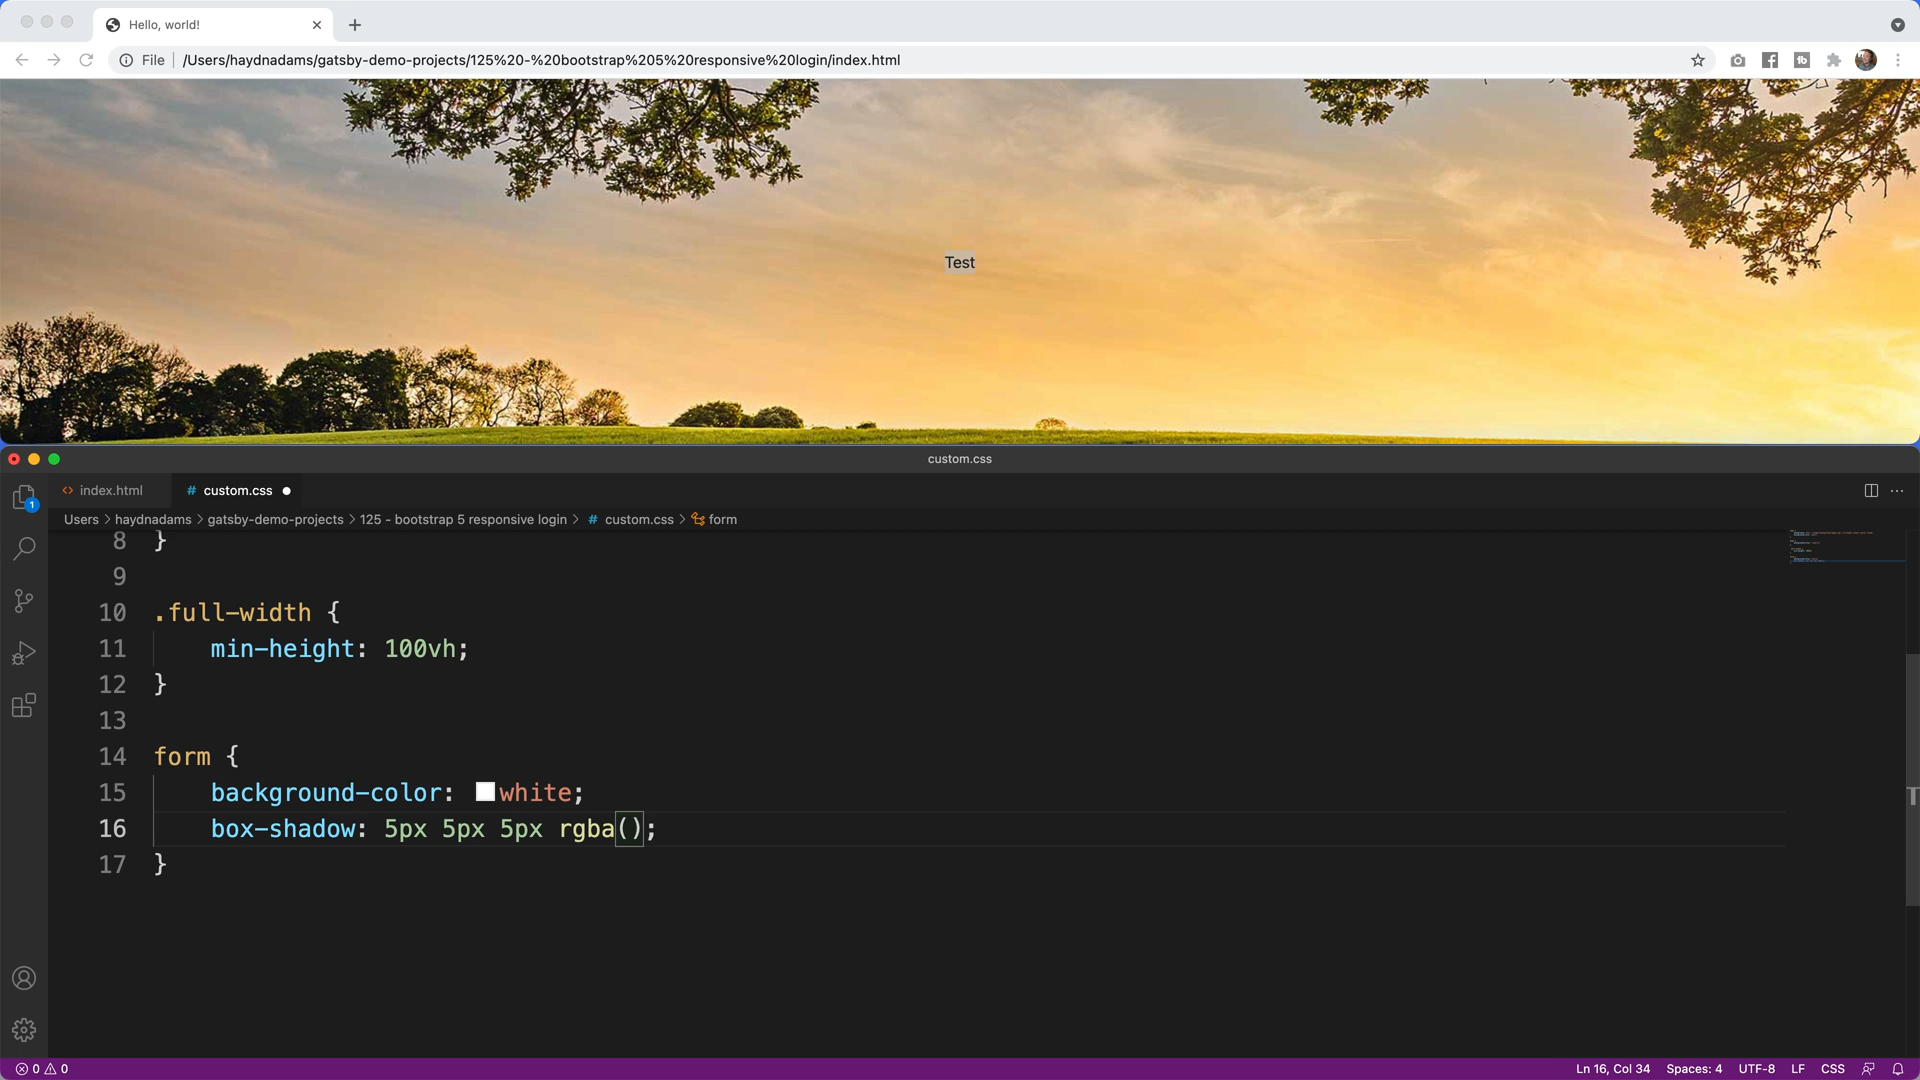 Hello, world!
File /Users/haydnadams/gatsby-demo-projects/125%20-%20bootstrap%205%20responsive%20login/index.html
Test
custom.css
1
index.html
# custom.css
Users > haydnadams > gatsby-demo-projects > 125 - bootstrap 5 responsive login > # custom.css > form
8 }
9
10 .full-width {
11 min-height: 100vh;
12 }
13
14 form {
15 background-color: white;
16 box-shadow: 5px 5px 5px rgba();
17 }
0 0 Ln 16, Col 34 Spaces: 4 UTF-8 LF CSS